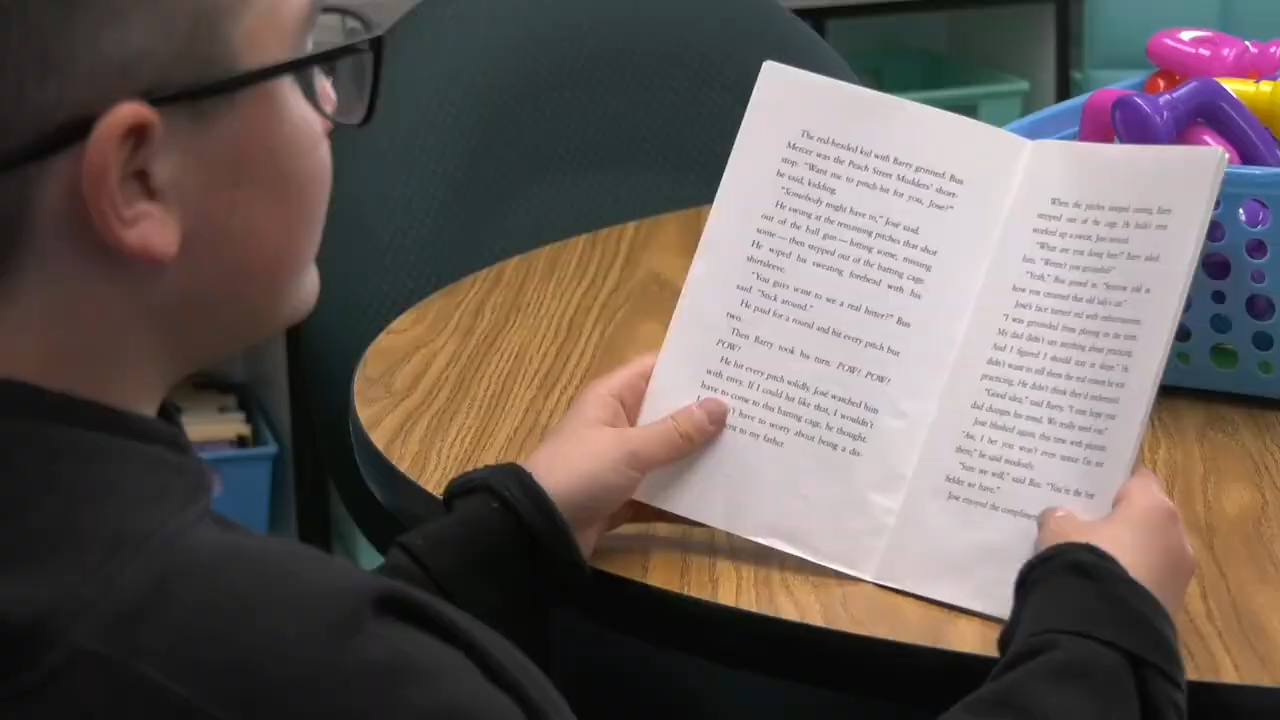 The red-headed kid with Barry grinned. Bus
Mercer was the Peach Street Mudders' short-
stop. "Want me to pitch-hit for you, José?"
he said, kidding.
"Somebody might have to," José said.
He swung at the remaining pitches that shot
out of the ball gun — hitting some, missing
some — then stepped out of the batting cage.
He wiped his sweating forehead with his
shirtsleeve.
"You guys want to see a real hitter?" Bus
said. "Stick around."
He paid for a round and hit every pitch but
two.
Then Barry took his turn. POW! POW!
POW!
He hit every pitch solidly. José watched him
with envy. If I could hit like that, I wouldn't
have to come to this batting cage, he thought.
have to worry about being a dis-
to my father.
When the pitches stopped coming, Barry
stepped out of the cage. He hadn't even
worked up a sweat, José noticed.
"What are you doing here?" Barry asked
him. "Weren't you grounded?"
"Yeah," Bus joined in. "Someone told us
how you creamed that old lady's car."
José's face turned red with embarrassment.
"I was grounded from playing on the team.
My dad didn't say anything about practicing.
And I figured I should stay in shape." He
didn't want to tell them the real reason he was
practicing. He didn't think they'd understand.
"Good idea," said Barry. "I sure hope your
dad changes his mind. We really need you."
José blushed again, this time with pleasure.
"Aw, I bet you won't even notice I'm not
there," he said modestly.
"Sure we will," said Bus. "You're the best
fielder we have."
José enjoyed the compliment